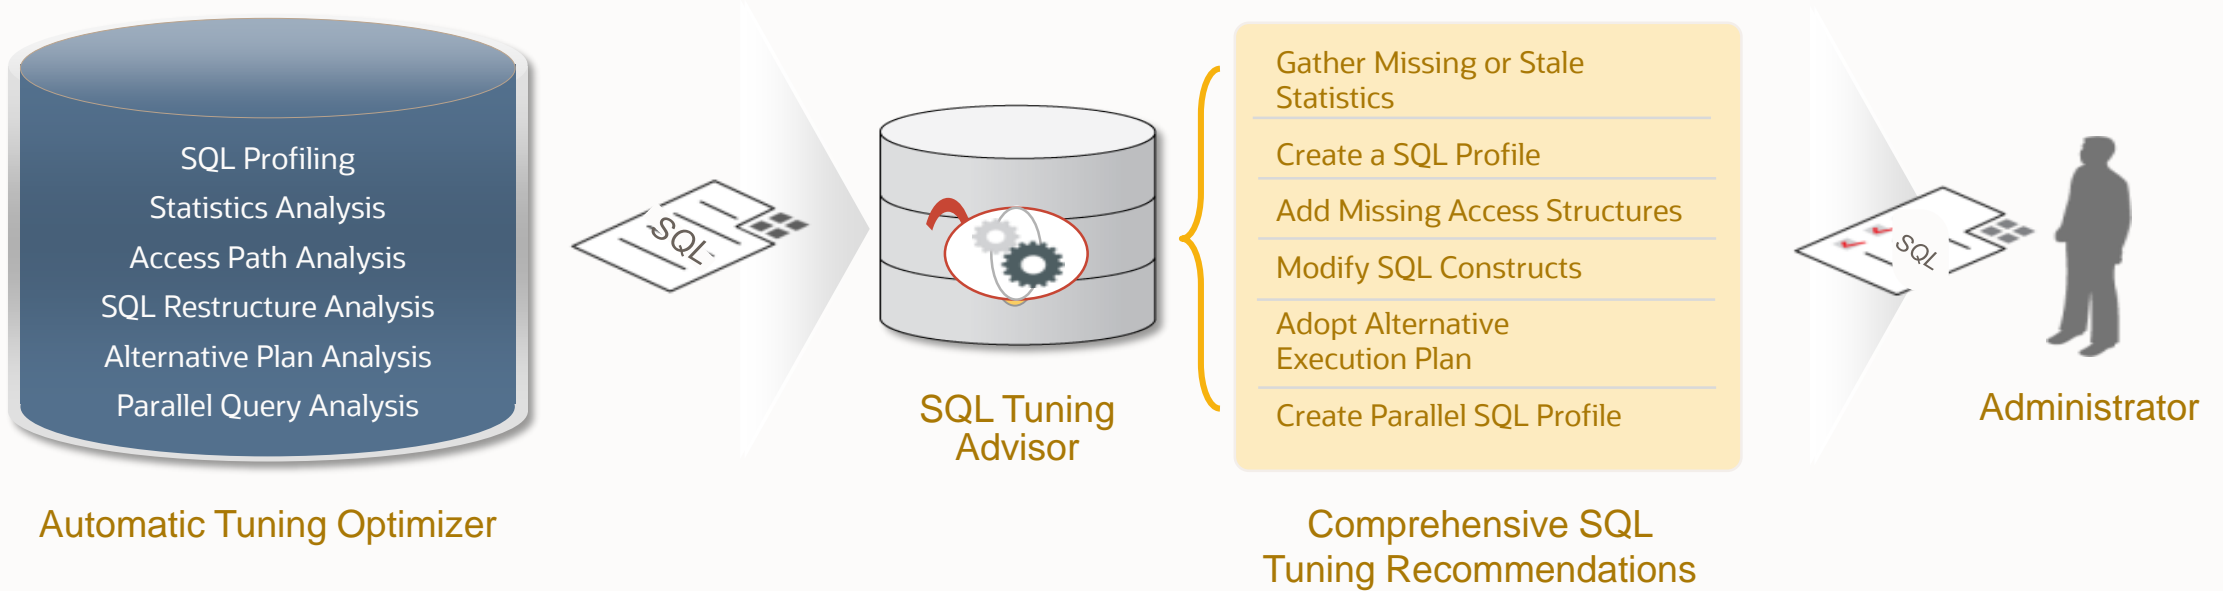 SQL Profiling
Statistics Analysis
Access Path Analysis
SQL Restructure Analysis
Alternative Plan Analysis
Parallel Query Analysis
Automatic Tuning Optimizer
SQL
SQL Tuning
Advisor
Gather Missing or Stale
Statistics
Create a SQL Profile
Add Missing Access Structures
Modify SQL Constructs
Adopt Alternative
Execution Plan
Create Parallel SQL Profile
Comprehensive SQL
Tuning Recommendations
SQL
Administrator